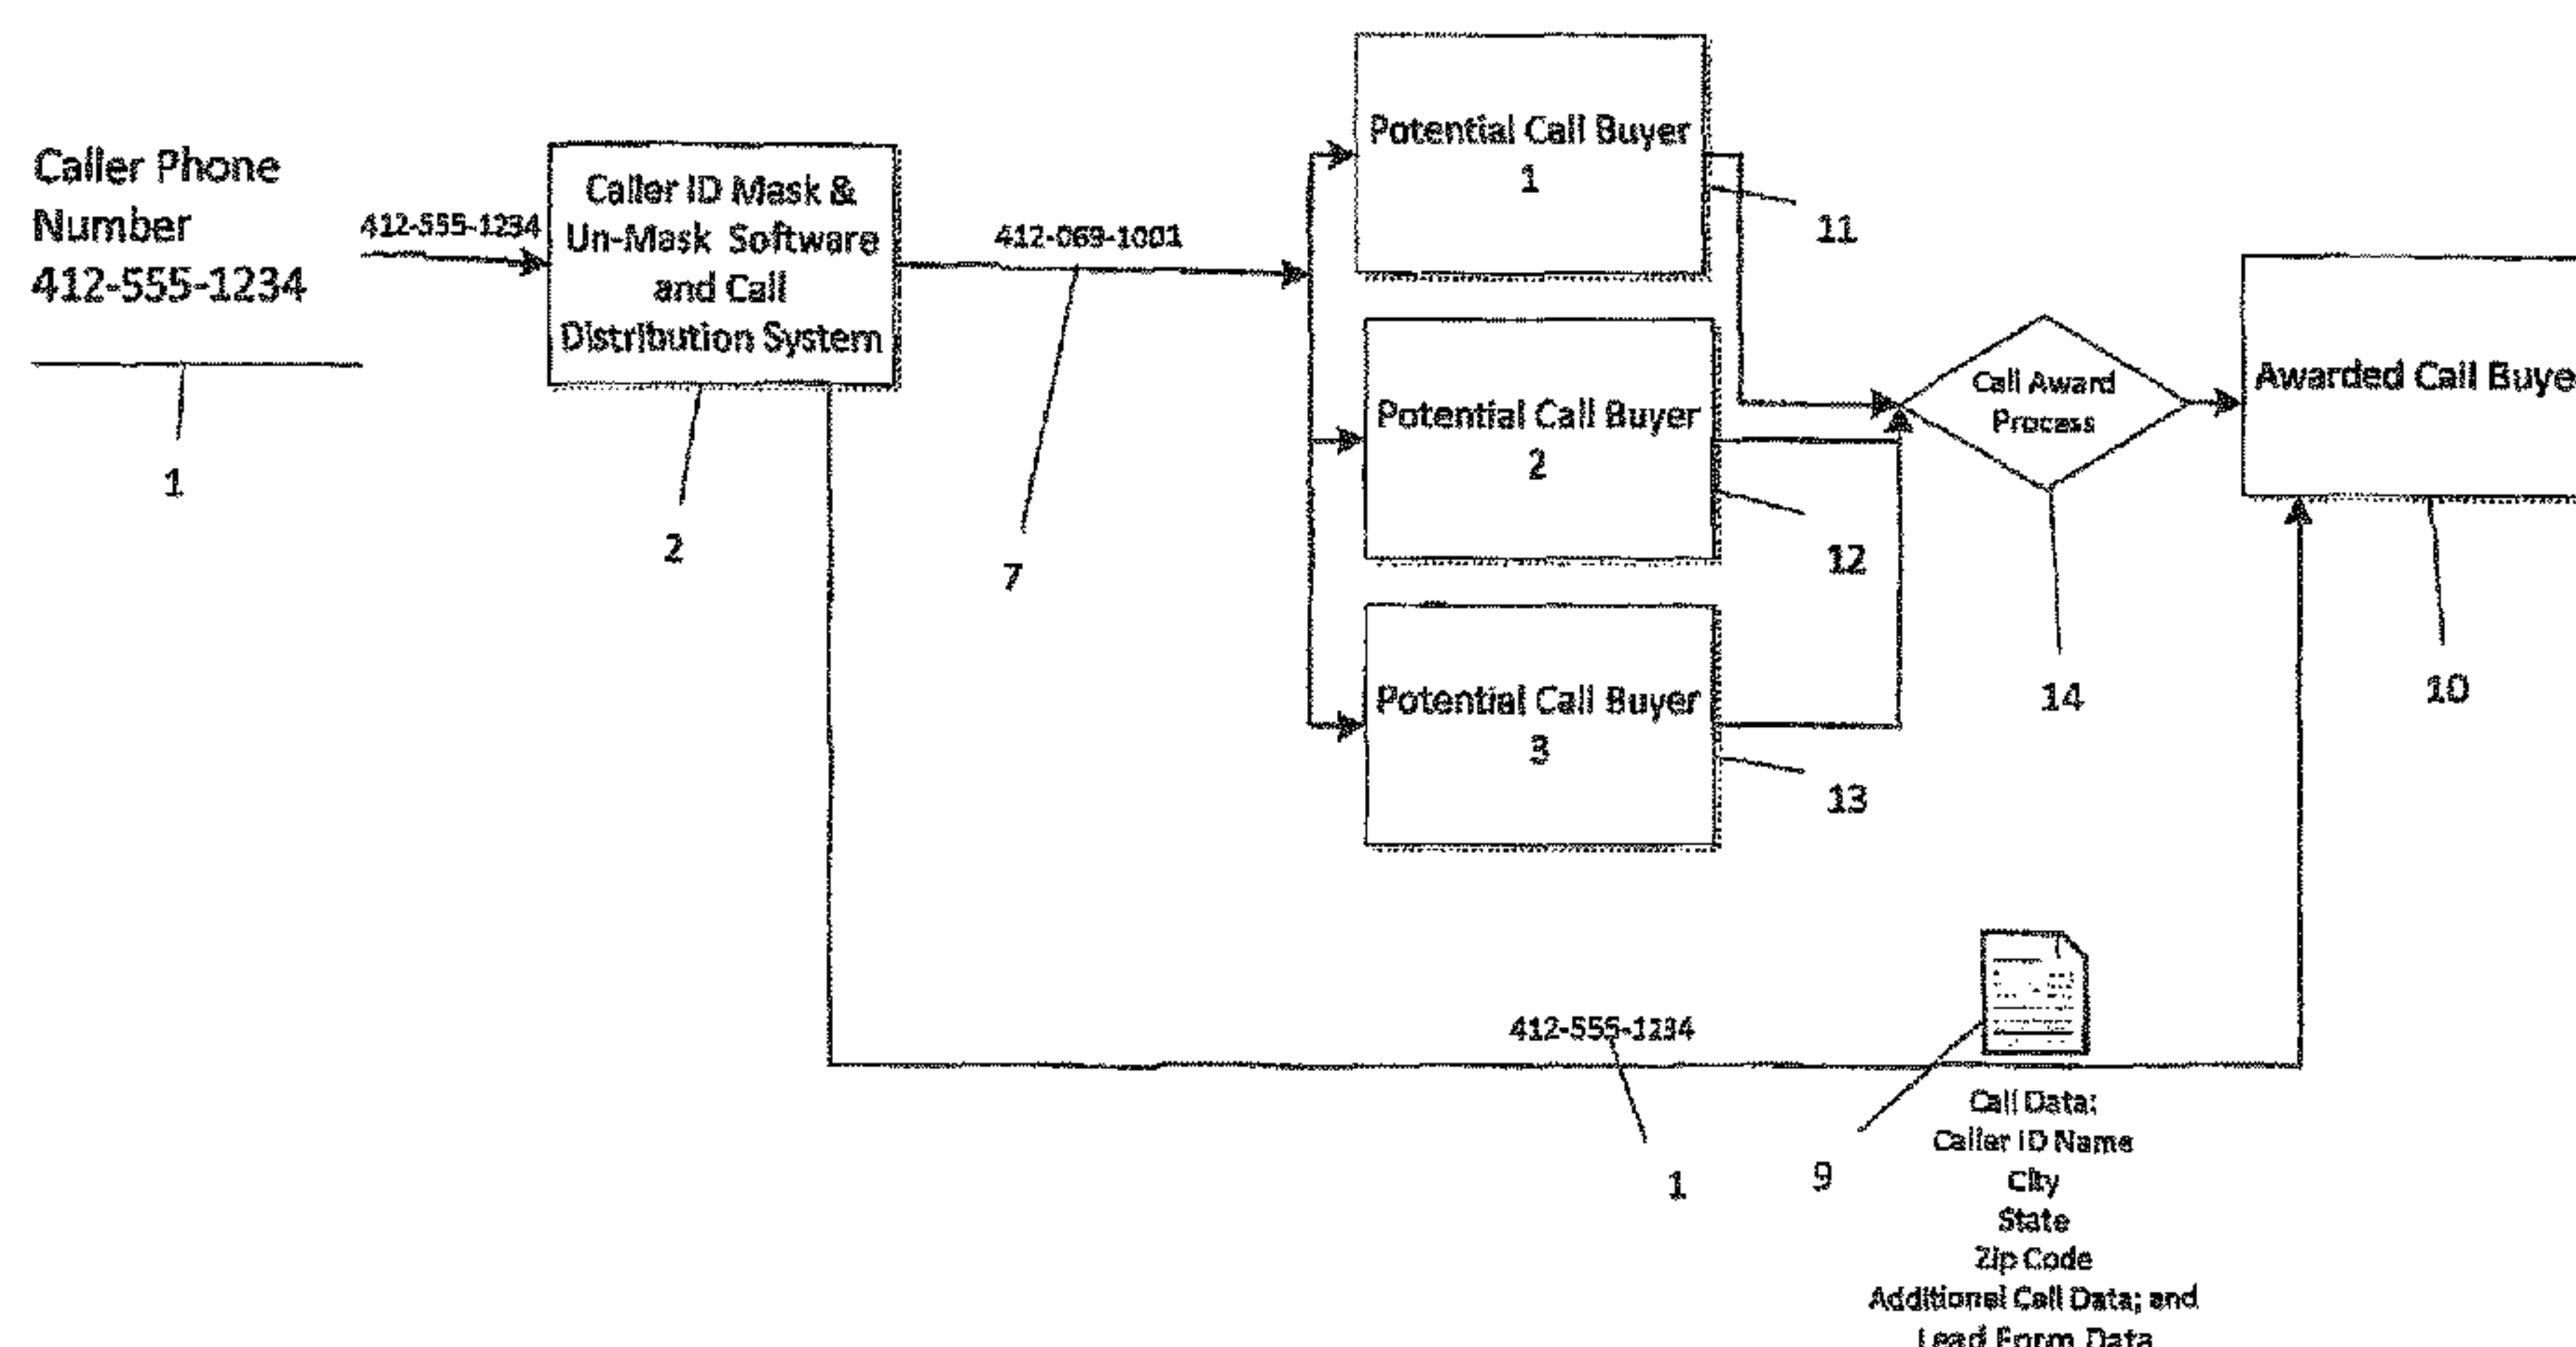 Caller Phone
Number
412-555-1234
1
412-555-1234
Caller ID Mask &
Un-Mask Software
and Call
Distribution System
2
412-069-1001
7
Potential Call Buyer
1
11
Potential Call Buyer
2
12
Potential Call Buyer
3
13
Call Award
Process
14
Awarded Call Buye
10
412-555-1234
1
9
Call Data:
Caller ID Name
City
State
Zip Code
Additional Call Data; and
Lead Form Data